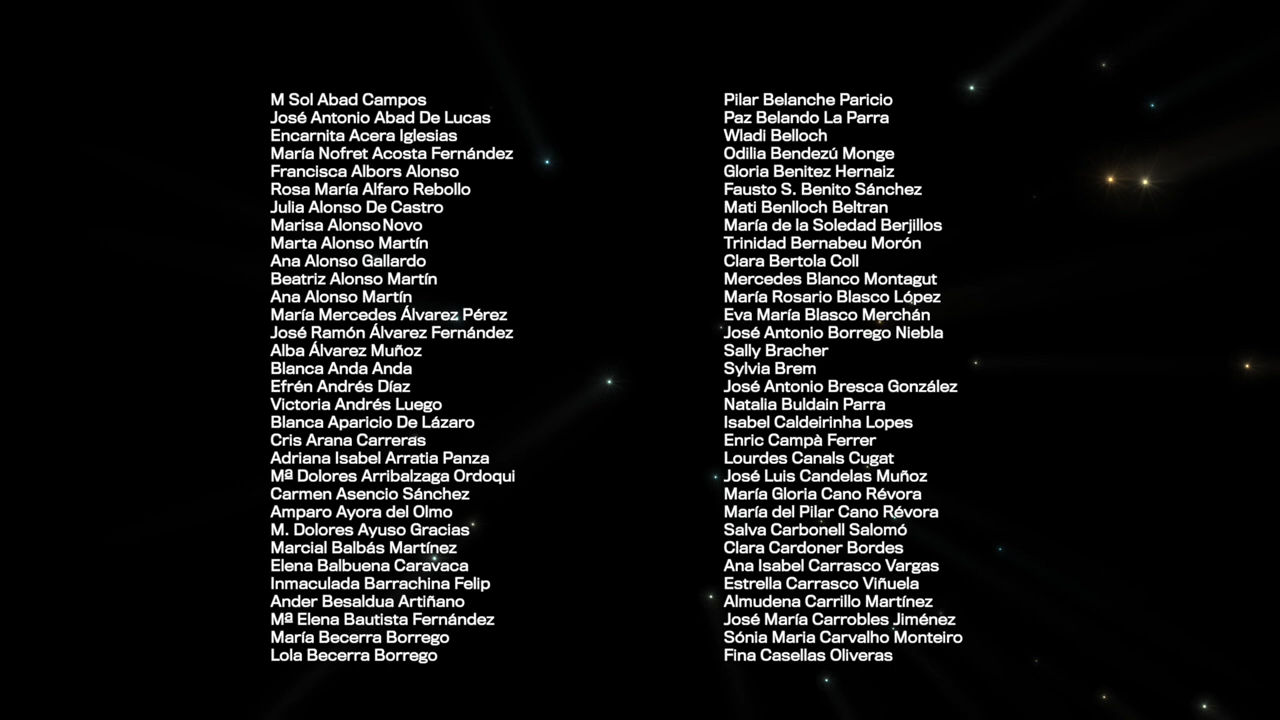 M Sol Abad Campos
José Antonio Abad De Lucas
Encarnita Acera Iglesias
María Nofret Acosta Fernández
Francisca Albors Alonso
Rosa María Alfaro Rebollo
Julia Alonso De Castro
Marisa Alonso Novo
Marta Alonso Martín
Ana Alonso Gallardo
Beatriz Alonso Martín
Ana Alonso Martín
María Mercedes Álvarez Pérez
José Ramón Álvarez Fernández
Alba Álvarez Muñoz
Blanca Anda Anda
Efrén Andrés Díaz
Victoria Andrés Luego
Blanca Aparicio De Lázaro
Cris Arana Carreras
Adriana Isabel Arratia Panza
Mª Dolores Arribalzaga Ordoqui
Carmen Asencio Sánchez
Amparo Ayora del Olmo
M. Dolores Ayuso Gracias
Marcial Balbás Martínez
Elena Balbuena Caravaca
Inmaculada Barrachina Felip
Ander Besaldua Artiñano
Mª Elena Bautista Fernández
María Becerra Borrego
Lola Becerra Borrego
Pilar Belanche Paricio
Paz Belando La Parra
Wladi Belloch
Odilia Bendezú Monge
Gloria Benitez Hernaiz
Fausto S. Benito Sánchez
Mati Benlloch Beltran
María de la Soledad Berjillos
Trinidad Bernabeu Morón
Clara Bertola Coll
Mercedes Blanco Montagut
María Rosario Blasco López
Eva María Blasco Merchán
José Antonio Borrego Niebla
Sally Bracher
Sylvia Brem
José Antonio Bresca González
Natalia Buldain Parra
Isabel Caldeirinha Lopes
Enric Campà Ferrer
Lourdes Canals Cugat
José Luis Candelas Muñoz
María Gloria Cano Révora
María del Pilar Cano Révora
Salva Carbonell Salomó
Clara Cardoner Bordes
Ana Isabel Carrasco Vargas
Estrella Carrasco Viñuela
Almudena Carrillo Martínez
José María Carrobles Jiménez
Sónia Maria Carvalho Monteiro
Fina Casellas Oliveras